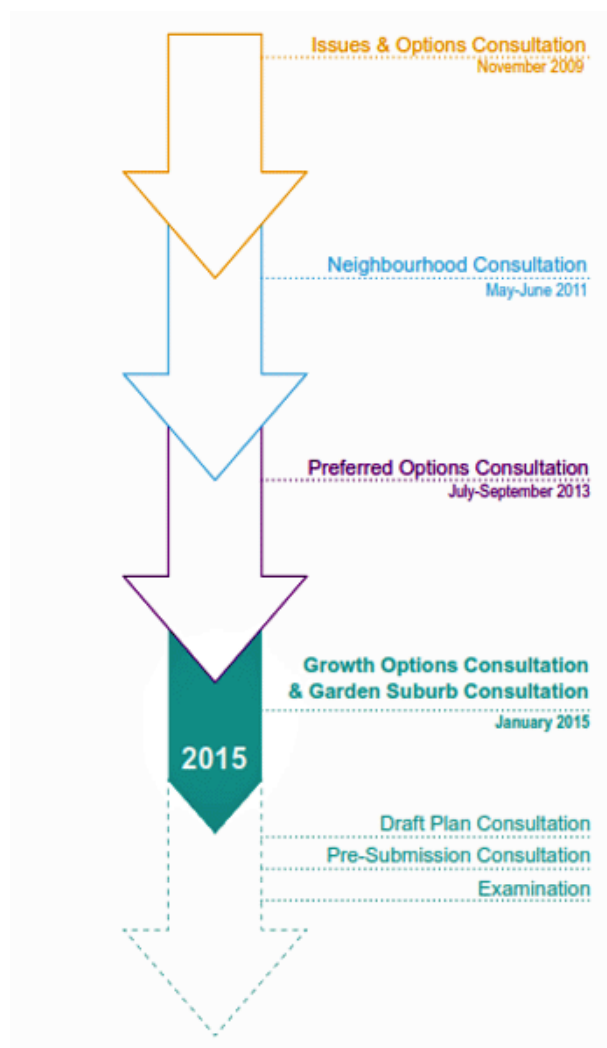 Issues & Options Consultation
November 2009
Neighbourhood Consultation
May-June 2011
Preferred Options Consultation
July-September 2013
Growth Options Consultation
& Garden Suburb Consultation
January 2015
2015
Draft Plan Consultation
Pre-Submission Consultation
Examination